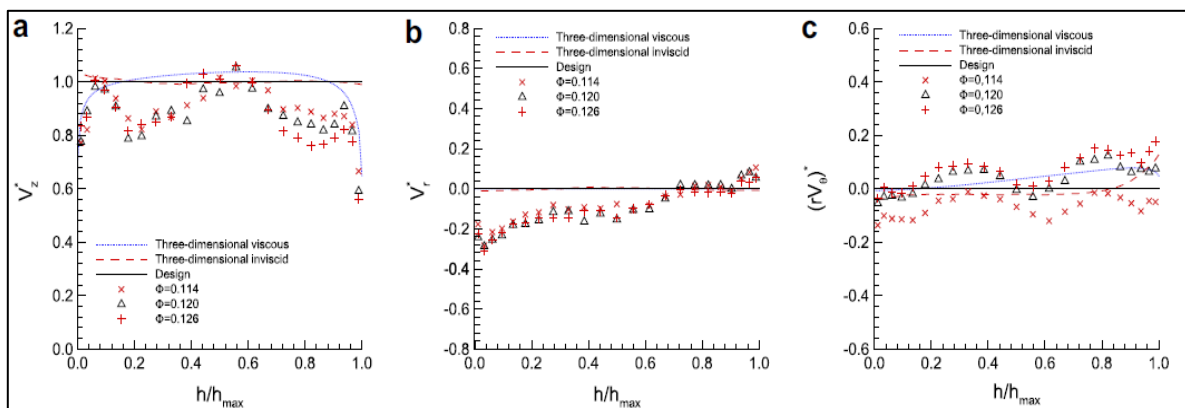 a
1.2
1.0
0.8
0.6
0.4
0.2
0.0
V*z
Three-dimensional viscous
Three-dimensional inviscid
Design
Φ=0.114
Φ=0.120
Φ=0.126
0.0 0.2 0.4 0.6 0.8 1.0
h/hmax
b
0.8
0.6
0.4
0.2
0.0
-0.2
-0.4
-0.6
-0.8
V*r
Three-dimensional viscous
Three-dimensional inviscid
Design
Φ=0.114
Φ=0.120
Φ=0.126
0.0 0.2 0.4 0.6 0.8 1.0
h/hmax
c
0.6
0.4
0.2
0.0
-0.2
-0.4
-0.6
(rVθ)*
Three-dimensional viscous
Three-dimensional inviscid
Design
Φ=0,114
Φ=0,120
Φ=0,126
0.0 0.2 0.4 0.6 0.8 1.0
h/hmax